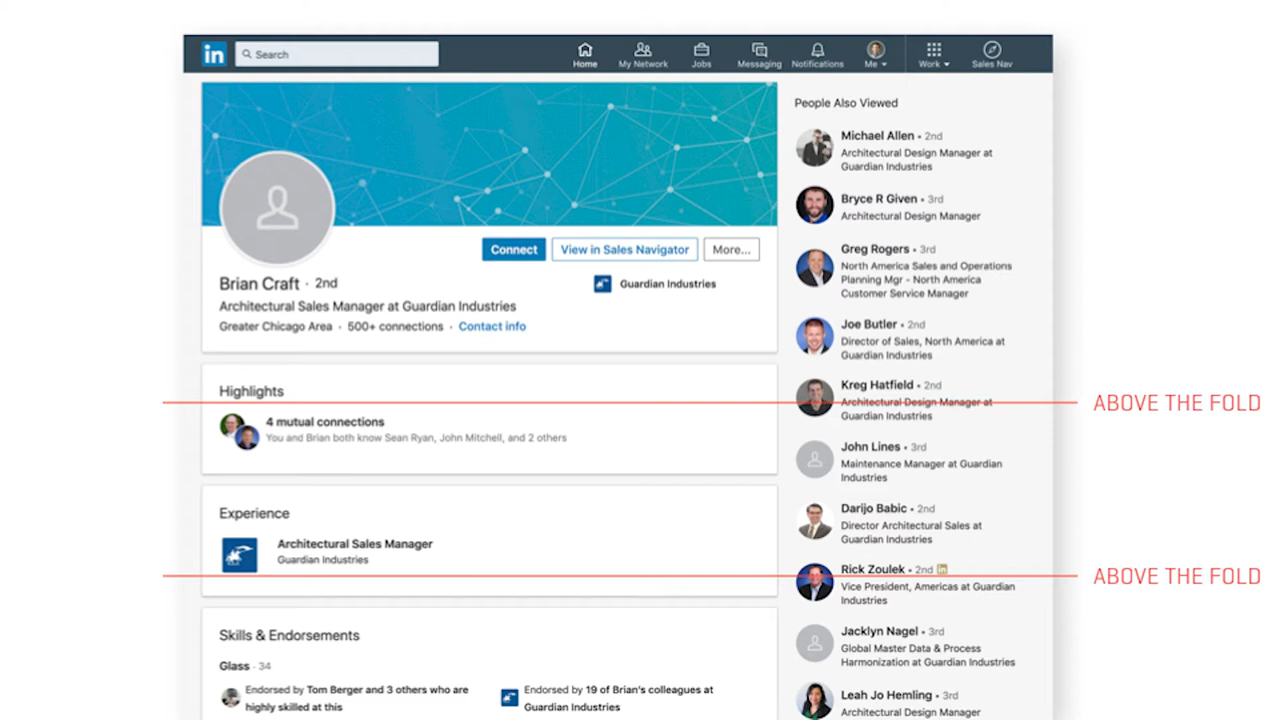 in Search Home My Network Jobs Messaging Notifications Me Work Sales Nav
Connect View in Sales Navigator More...
Brian Craft · 2nd
Guardian Industries
Architectural Sales Manager at Guardian Industries
Greater Chicago Area · 500+ connections · Contact info
Highlights
4 mutual connections
You and Brian both know Sean Ryan, John Mitchell, and 2 others
Experience
Architectural Sales Manager
Guardian Industries
Skills & Endorsements
Glass · 34
Endorsed by Tom Berger and 3 others who are
highly skilled at this
Endorsed by 19 of Brian's colleagues at
Guardian Industries
People Also Viewed
Michael Allen • 2nd
Architectural Design Manager at
Guardian Industries
Bryce R Given • 3rd
Architectural Design Manager
Greg Rogers • 3rd
North America Sales and Operations
Planning Mgr - North America
Customer Service Manager
Joe Butler • 2nd
Director of Sales, North America at
Guardian Industries
Kreg Hatfield • 2nd
Architectural Design Manager at
Guardian Industries
John Lines • 3rd
Maintenance Manager at Guardian
Industries
Darijo Babic • 2nd
Director Architectural Sales at
Guardian Industries
Rick Zoulek • 2nd in
Vice President, Americas at Guardian
Industries
Jacklyn Nagel • 3rd
Global Master Data & Process
Harmonization at Guardian Industries
Leah Jo Hemling • 3rd
Architectural Design Manager
ABOVE THE FOLD
ABOVE THE FOLD